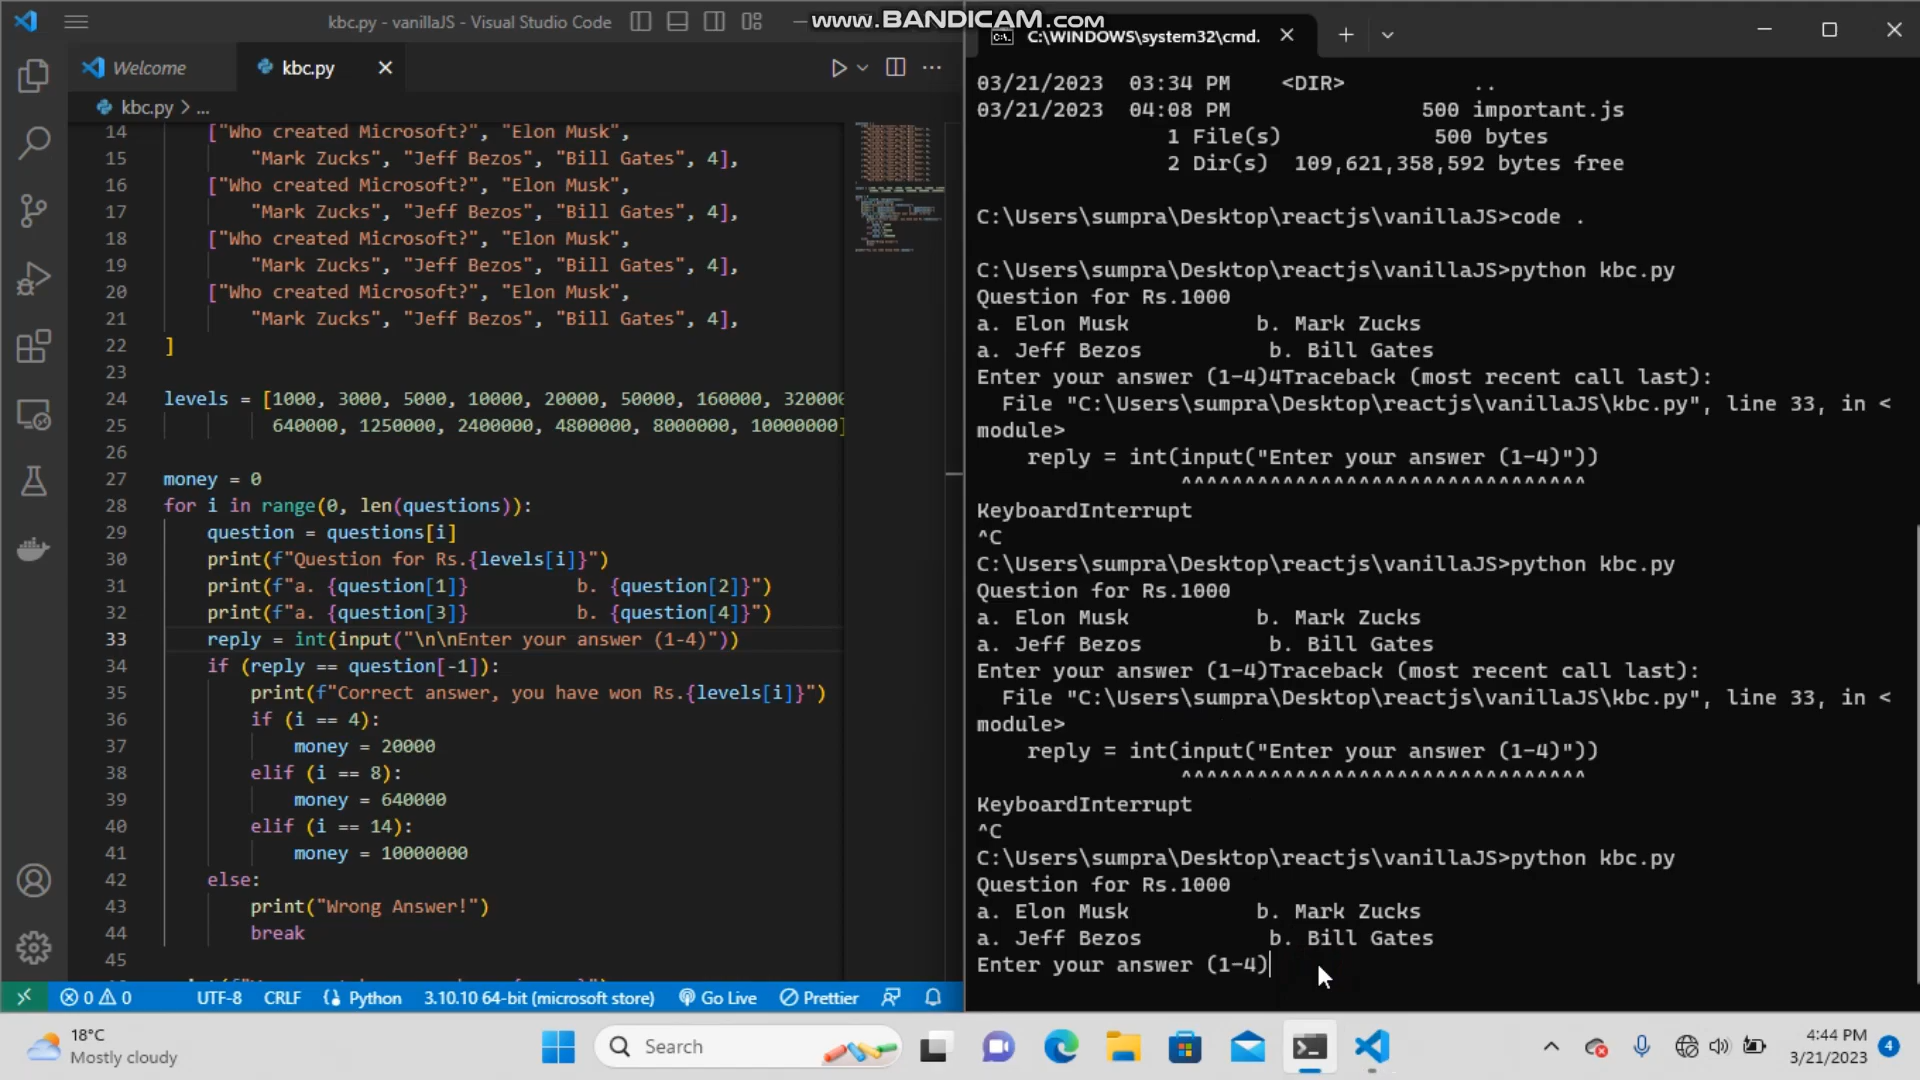 kbc.py - vanillaJS - Visual Studio Code
www.BANDICAM.com
Welcome
kbc.py
kbc.py > ...
14 ["Who created Microsoft?", "Elon Musk",
15 "Mark Zucks", "Jeff Bezos", "Bill Gates", 4],
16 ["Who created Microsoft?", "Elon Musk",
17 "Mark Zucks", "Jeff Bezos", "Bill Gates", 4],
18 ["Who created Microsoft?", "Elon Musk",
19 "Mark Zucks", "Jeff Bezos", "Bill Gates", 4],
20 ["Who created Microsoft?", "Elon Musk",
21 "Mark Zucks", "Jeff Bezos", "Bill Gates", 4],
22 ]
23
24 levels = [1000, 3000, 5000, 10000, 20000, 50000, 160000, 320000
25 640000, 1250000, 2400000, 4800000, 8000000, 10000000]
26
27 money = 0
28 for i in range(0, len(questions)):
29 question = questions[i]
30 print(f"Question for Rs.{levels[i]}")
31 print(f"a. {question[1]} b. {question[2]}")
32 print(f"a. {question[3]} b. {question[4]}")
33 reply = int(input("\n\nEnter your answer (1-4)"))
34 if (reply == question[-1]):
35 print(f"Correct answer, you have won Rs.{levels[i]}")
36 if (i == 4):
37 money = 20000
38 elif (i == 8):
39 money = 640000
40 elif (i == 14):
41 money = 10000000
42 else:
43 print("Wrong Answer!")
44 break
45
0 0 UTF-8 CRLF Python 3.10.10 64-bit (microsoft store) Go Live Prettier
C:\WINDOWS\system32\cmd.
03/21/2023 03:34 PM <DIR> ..
03/21/2023 04:08 PM 500 important.js
1 File(s) 500 bytes
2 Dir(s) 109,621,358,592 bytes free
C:\Users\sumpra\Desktop\reactjs\vanillaJS>code .
C:\Users\sumpra\Desktop\reactjs\vanillaJS>python kbc.py
Question for Rs.1000
a. Elon Musk b. Mark Zucks
a. Jeff Bezos b. Bill Gates
Enter your answer (1-4)4Traceback (most recent call last):
File "C:\Users\sumpra\Desktop\reactjs\vanillaJS\kbc.py", line 33, in <
module>
reply = int(input("Enter your answer (1-4)"))
^^^^^^^^^^^^^^^^^^^^^^^^^^^^^^^^
KeyboardInterrupt
^C
C:\Users\sumpra\Desktop\reactjs\vanillaJS>python kbc.py
Question for Rs.1000
a. Elon Musk b. Mark Zucks
a. Jeff Bezos b. Bill Gates
Enter your answer (1-4)Traceback (most recent call last):
File "C:\Users\sumpra\Desktop\reactjs\vanillaJS\kbc.py", line 33, in <
module>
reply = int(input("Enter your answer (1-4)"))
^^^^^^^^^^^^^^^^^^^^^^^^^^^^^^^^
KeyboardInterrupt
^C
C:\Users\sumpra\Desktop\reactjs\vanillaJS>python kbc.py
Question for Rs.1000
a. Elon Musk b. Mark Zucks
a. Jeff Bezos b. Bill Gates
Enter your answer (1-4)
18°C
Mostly cloudy
Search
4:44 PM
3/21/2023
4